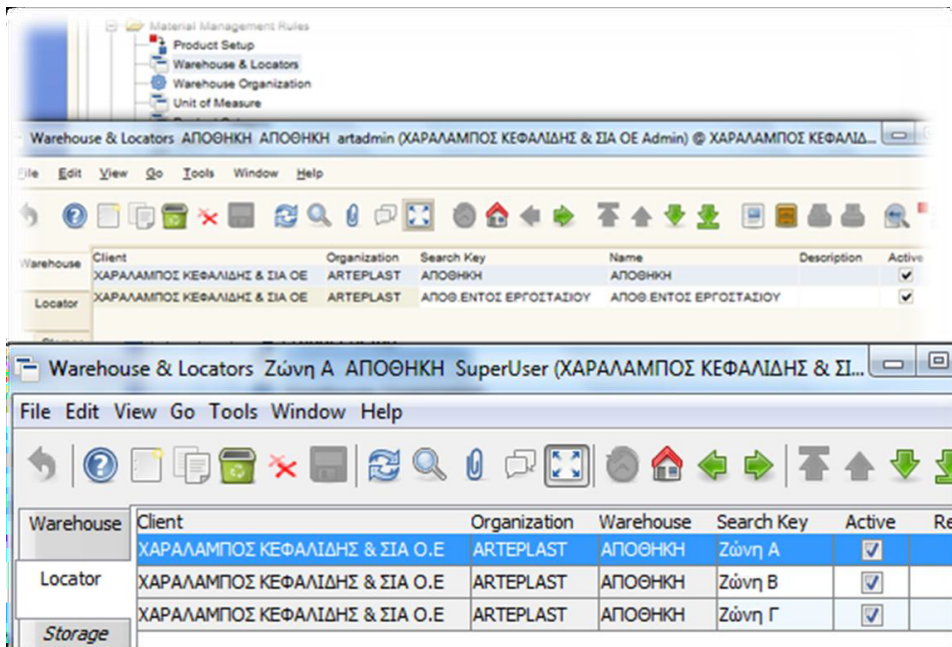 Material Management Rules
Product Setup
Warehouse & Locators
Warehouse Organization
Unit of Measure
Warehouse & Locators ΑΠΟΘΗΚΗ ΑΠΟΘΗΚΗ artadmin (ΧΑΡΑΛΑΜΠΟΣ ΚΕΦΑΛΙΔΗΣ & ΣΙΑ ΟΕ Admin) @ ΧΑΡΑΛΑΜΠΟΣ ΚΕΦΑΛΙΔ...
File Edit View Go Tools Window Help
Warehouse Client Organization Search Key Name Description Active
ΧΑΡΑΛΑΜΠΟΣ ΚΕΦΑΛΙΔΗΣ & ΣΙΑ ΟΕ ARTEPLAST ΑΠΟΘΗΚΗ ΑΠΟΘΗΚΗ
Locator ΧΑΡΑΛΑΜΠΟΣ ΚΕΦΑΛΙΔΗΣ & ΣΙΑ ΟΕ ARTEPLAST ΑΠΟΘ.ΕΝΤΟΣ ΕΡΓΟΣΤΑΣΙΟΥ ΑΠΟΘ.ΕΝΤΟΣ ΕΡΓΟΣΤΑΣΙΟΥ
Warehouse & Locators Ζώνη Α ΑΠΟΘΗΚΗ SuperUser (ΧΑΡΑΛΑΜΠΟΣ ΚΕΦΑΛΙΔΗΣ & ΣΙ...
File Edit View Go Tools Window Help
Warehouse Client Organization Warehouse Search Key Active Re
ΧΑΡΑΛΑΜΠΟΣ ΚΕΦΑΛΙΔΗΣ & ΣΙΑ Ο.Ε ARTEPLAST ΑΠΟΘΗΚΗ Ζώνη Α
Locator ΧΑΡΑΛΑΜΠΟΣ ΚΕΦΑΛΙΔΗΣ & ΣΙΑ Ο.Ε ARTEPLAST ΑΠΟΘΗΚΗ Ζώνη Β
ΧΑΡΑΛΑΜΠΟΣ ΚΕΦΑΛΙΔΗΣ & ΣΙΑ Ο.Ε ARTEPLAST ΑΠΟΘΗΚΗ Ζώνη Γ
Storage